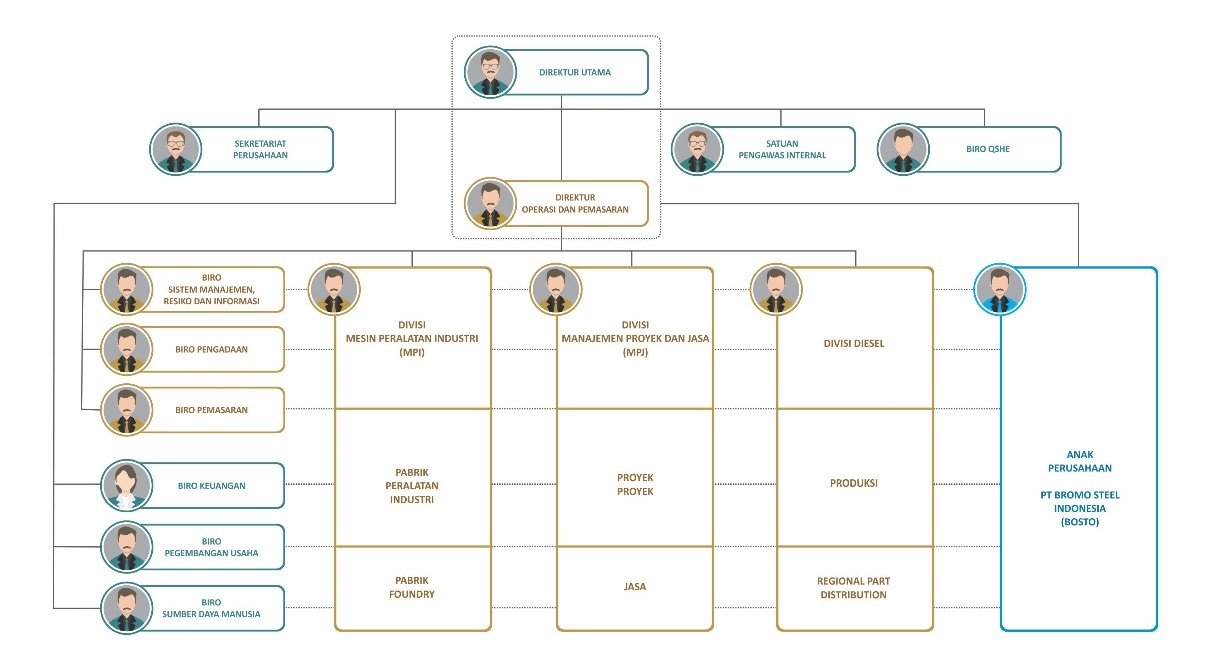 DIREKTUR UTAMA
SEKRETARIAT
PERUSAHAAN
SATUAN
PENGAWAS INTERNAL
BIRO QSHE
DIREKTUR
OPERASI DAN PEMASARAN
BIRO
SISTEM MANAJEMEN,
RESIKO DAN INFORMASI
BIRO PENGADAAN
BIRO PEMASARAN
BIRO KEUANGAN
BIRO
PEGEMBANGAN USAHA
BIRO
SUMBER DAYA MANUSIA
DIVISI
MESIN PERALATAN INDUSTRI
(MPI)
PABRIK
PERALATAN
INDUSTRI
PABRIK
FOUNDRY
DIVISI
MANAJEMEN PROYEK DAN JASA
(MPJ)
PROYEK
PROYEK
JASA
DIVISI DIESEL
PRODUKSI
REGIONAL PART
DISTRIBUTION
ANAK
PERUSAHAAN
PT BROMO STEEL
INDONESIA
(BOSTO)